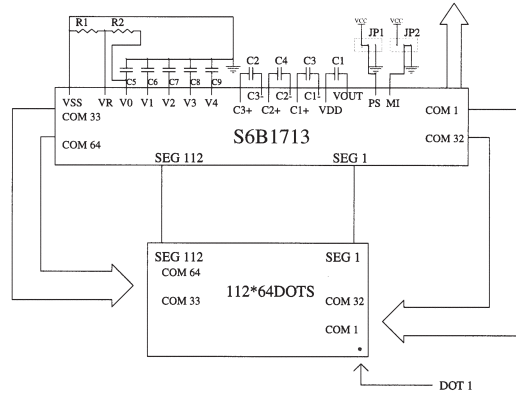 R1 R2
VCC VCC
JP1 JP2
C2 C4 C3 C1
C5 C6 C7 C8 C9
C3- C2- C1- VOUT
VSS VR V0 V1 V2 V3 V4 C3+ C2+ C1+ VDD PS MI
COM 33 COM 1
S6B1713
COM 64 COM 32
SEG 112 SEG 1
SEG 112 SEG 1
COM 64
112*64DOTS
COM 33 COM 32
COM 1
DOT 1